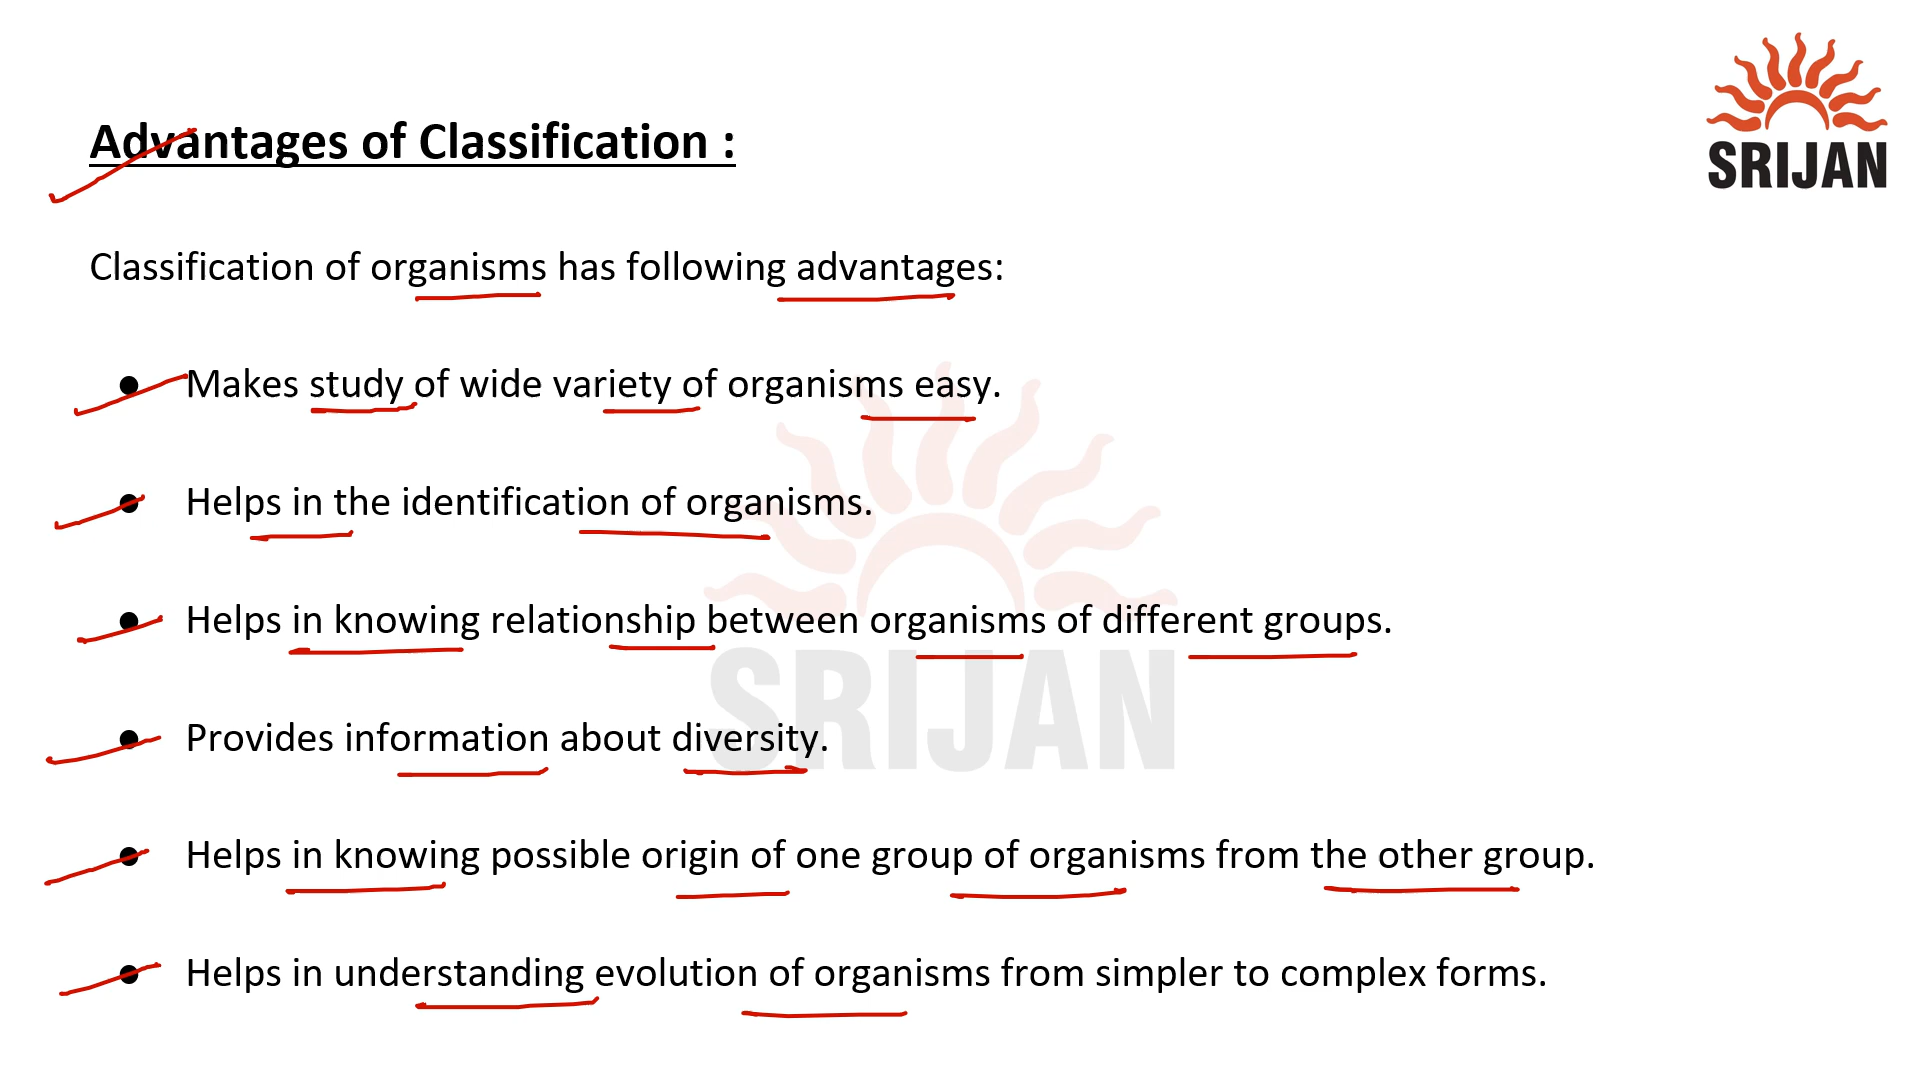 SRIJAN
Advantages of Classification :
Classification of organisms has following advantages:
● Makes study of wide variety of organisms easy.
● Helps in the identification of organisms.
● Helps in knowing relationship between organisms of different groups.
SRIJAN
● Provides information about diversity.
● Helps in knowing possible origin of one group of organisms from the other group.
● Helps in understanding evolution of organisms from simpler to complex forms.